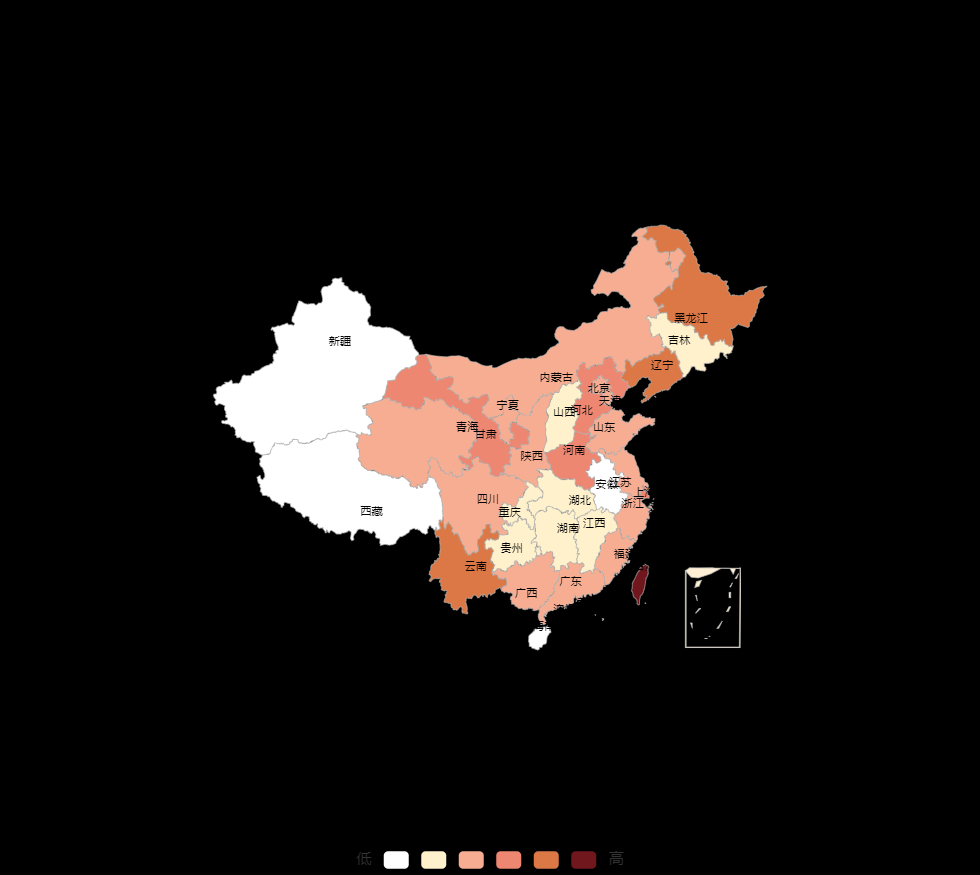 黑龙江
吉林
新疆
辽宁
内蒙古
北京
天津
宁夏
山西
河北
青海
甘肃
山东
河南
陕西
安徽
江苏
四川
上海
湖北
浙江
重庆
西藏
江西
湖南
贵州
福建
云南
广东
广西
海南
低
高